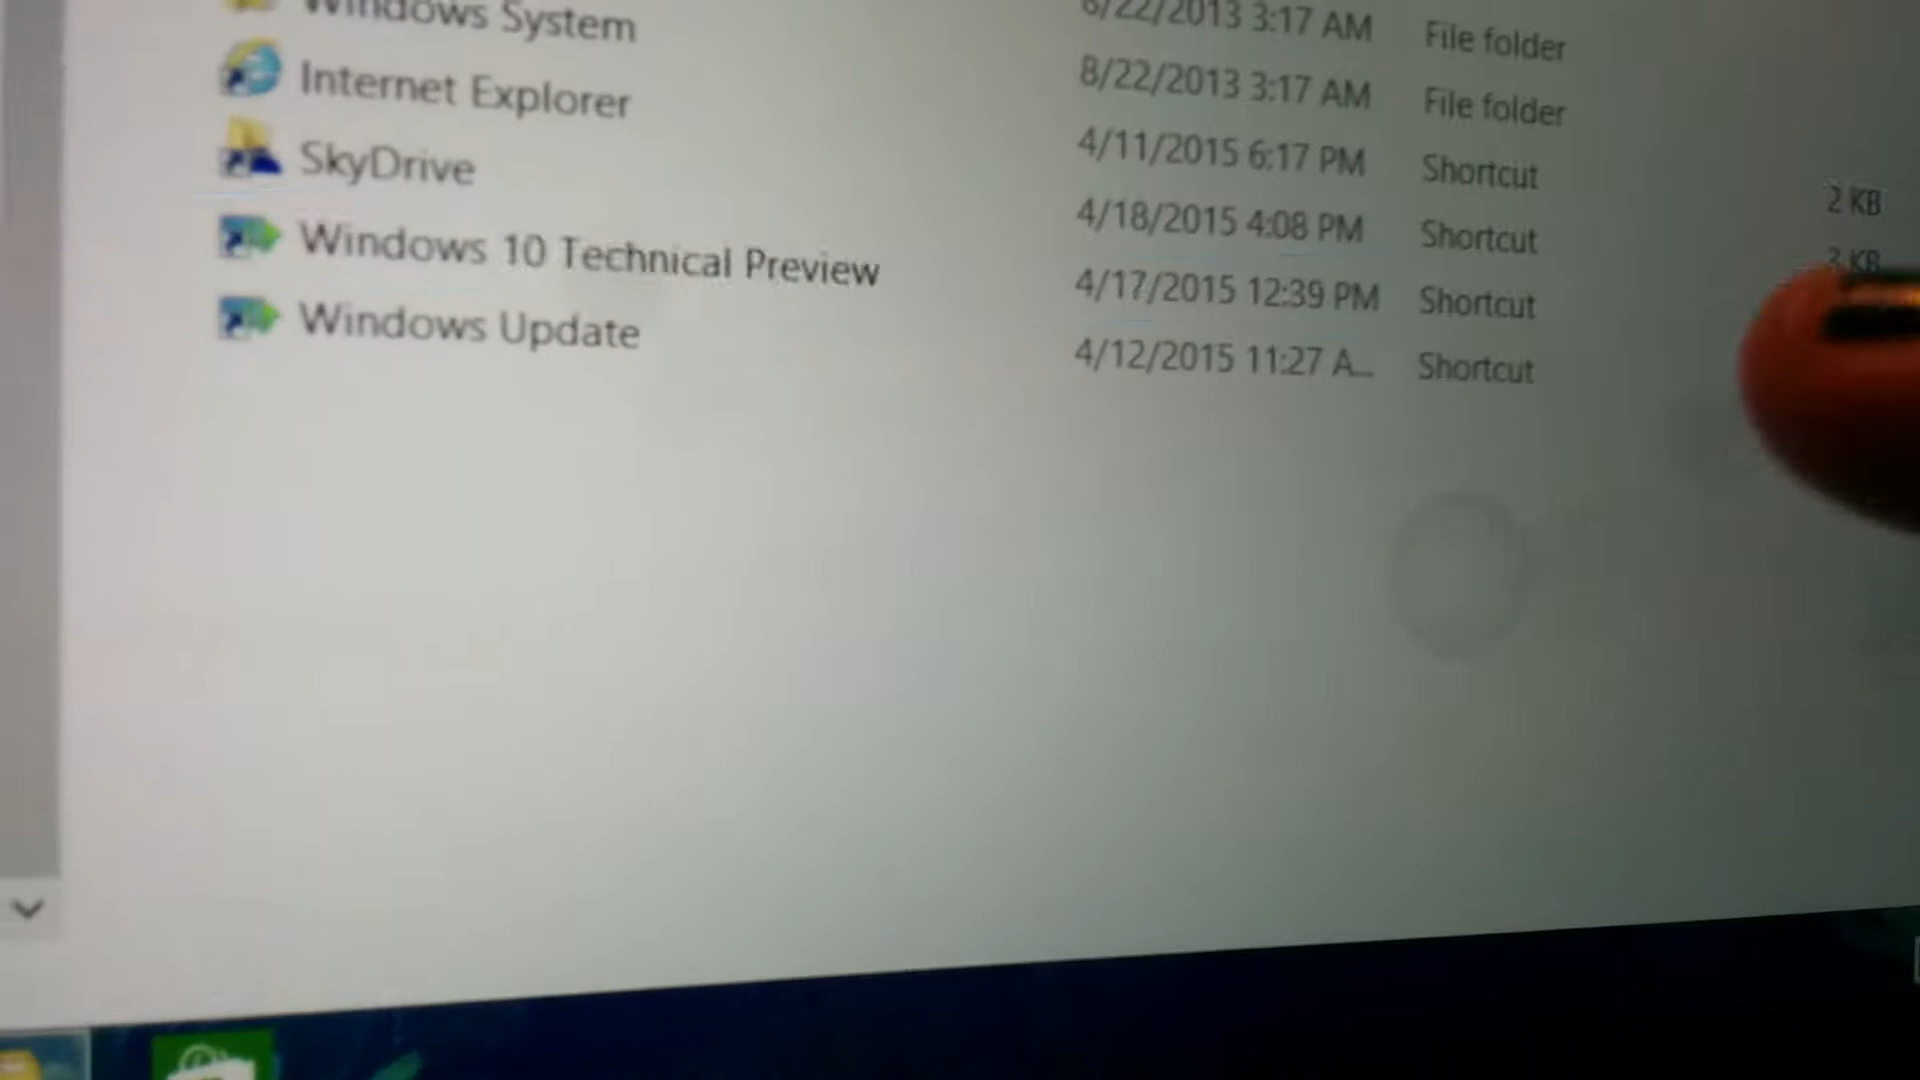 8/22/2013 3:17 AM File folder
Windows System 8/22/2013 3:17 AM File folder
Internet Explorer 4/11/2015 6:17 PM Shortcut 2 KB
SkyDrive 4/18/2015 4:08 PM Shortcut KB
Windows 10 Technical Preview 4/17/2015 12:39 PM Shortcut
Windows Update 4/12/2015 11:27 A... Shortcut